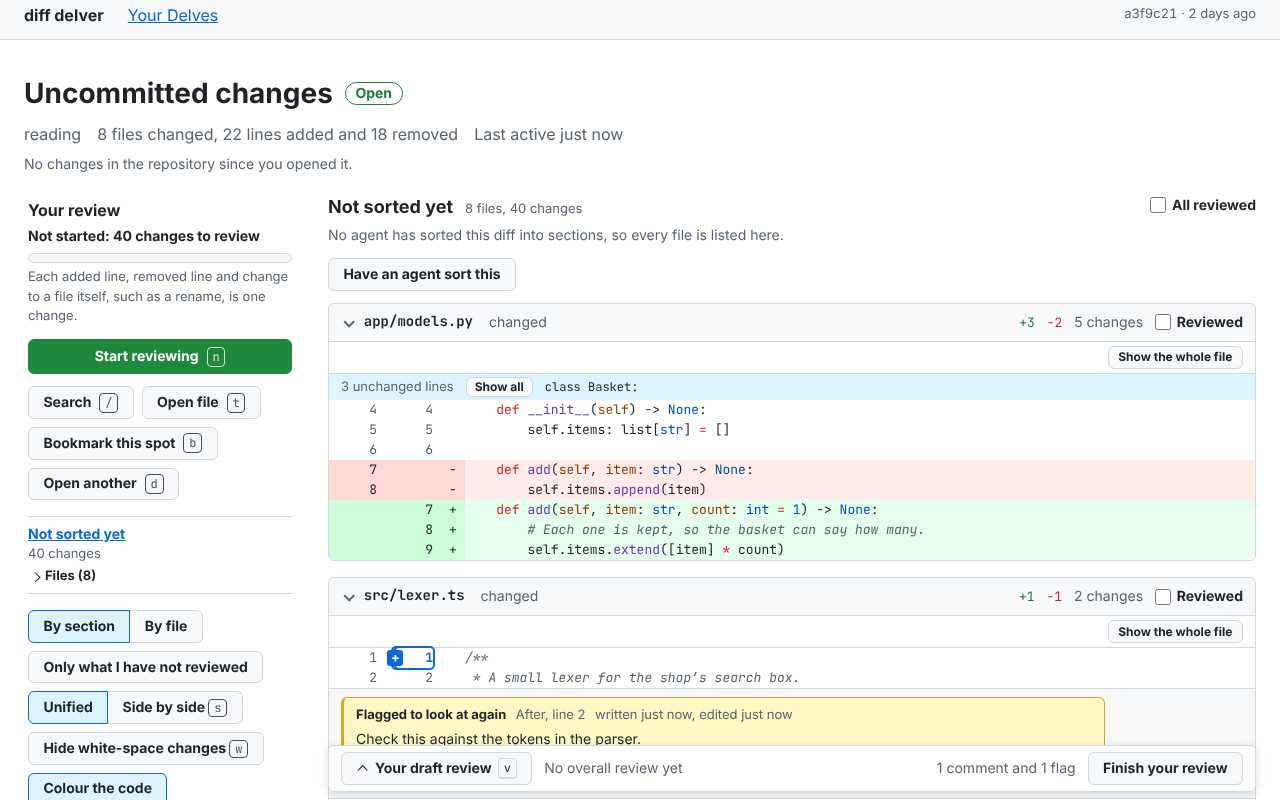 diff delver Your Delves a3f9c21 · 2 days ago
Uncommitted changes Open
reading 8 files changed, 22 lines added and 18 removed Last active just now
No changes in the repository since you opened it.
Your review
Not started: 40 changes to review
Each added line, removed line and change
to a file itself, such as a rename, is one
change.
Start reviewing n
Search / Open file t
Bookmark this spot b
Open another d
Not sorted yet
40 changes
Files (8)
By section By file
Only what I have not reviewed
Unified Side by side s
Hide white-space changes w
Colour the code
Not sorted yet 8 files, 40 changes All reviewed
No agent has sorted this diff into sections, so every file is listed here.
Have an agent sort this
app/models.py changed +3 -2 5 changes Reviewed
Show the whole file
3 unchanged lines Show all class Basket:
4 4 def __init__(self) -> None:
5 5 self.items: list[str] = []
6 6
7 - def add(self, item: str) -> None:
8 - self.items.append(item)
7 + def add(self, item: str, count: int = 1) -> None:
8 + # Each one is kept, so the basket can say how many.
9 + self.items.extend([item] * count)
src/lexer.ts changed +1 -1 2 changes Reviewed
Show the whole file
1 + 1 /**
2 2 * A small lexer for the shop’s search box.
Flagged to look at again After, line 2 written just now, edited just now
Check this against the tokens in the parser.
Your draft review v No overall review yet 1 comment and 1 flag Finish your review